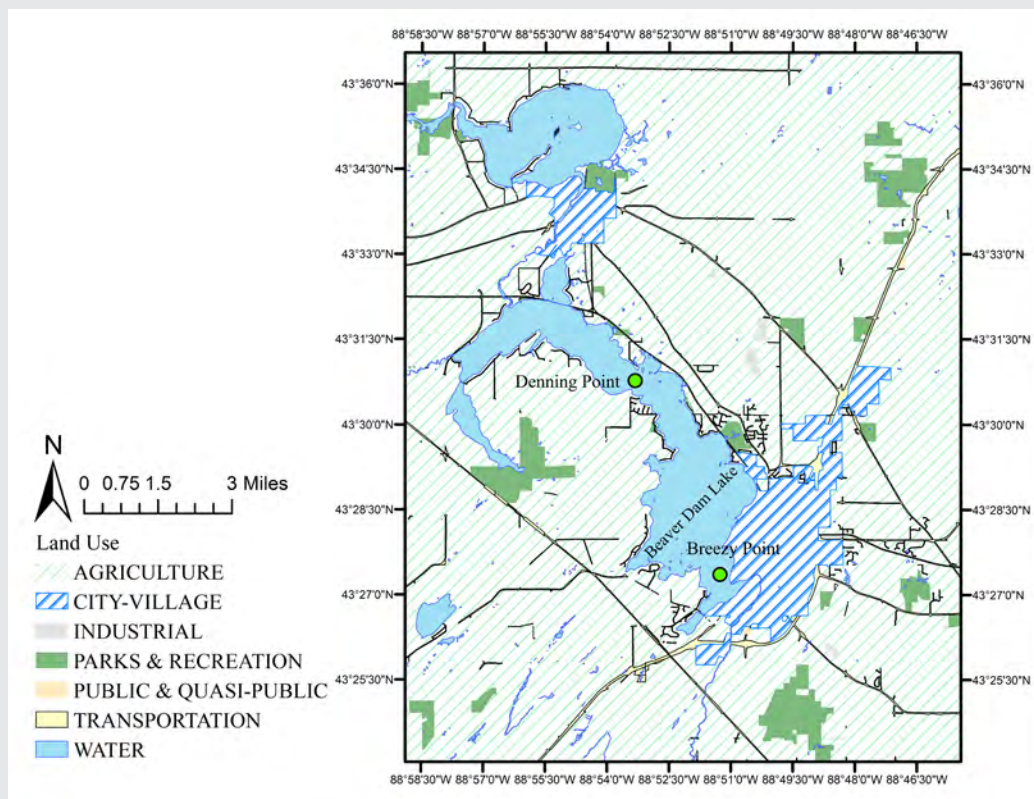 88°58'30"W 88°57'0"W 88°55'30"W 88°54'0"W 88°52'30"W 88°51'0"W 88°49'30"W 88°48'0"W 88°46'30"W
43°36'0"N 43°36'0"N
43°34'30"N 43°34'30"N
43°33'0"N 43°33'0"N
43°31'30"N 43°31'30"N
Denning Point
43°30'0"N 43°30'0"N
Beaver Dam Lake
43°28'30"N 43°28'30"N
Breezy Point
43°27'0"N 43°27'0"N
43°25'30"N 43°25'30"N
88°58'30"W 88°57'0"W 88°55'30"W 88°54'0"W 88°52'30"W 88°51'0"W 88°49'30"W 88°48'0"W 88°46'30"W
N
0 0.75 1.5 3 Miles
Land Use
AGRICULTURE
CITY-VILLAGE
INDUSTRIAL
PARKS & RECREATION
PUBLIC & QUASI-PUBLIC
TRANSPORTATION
WATER